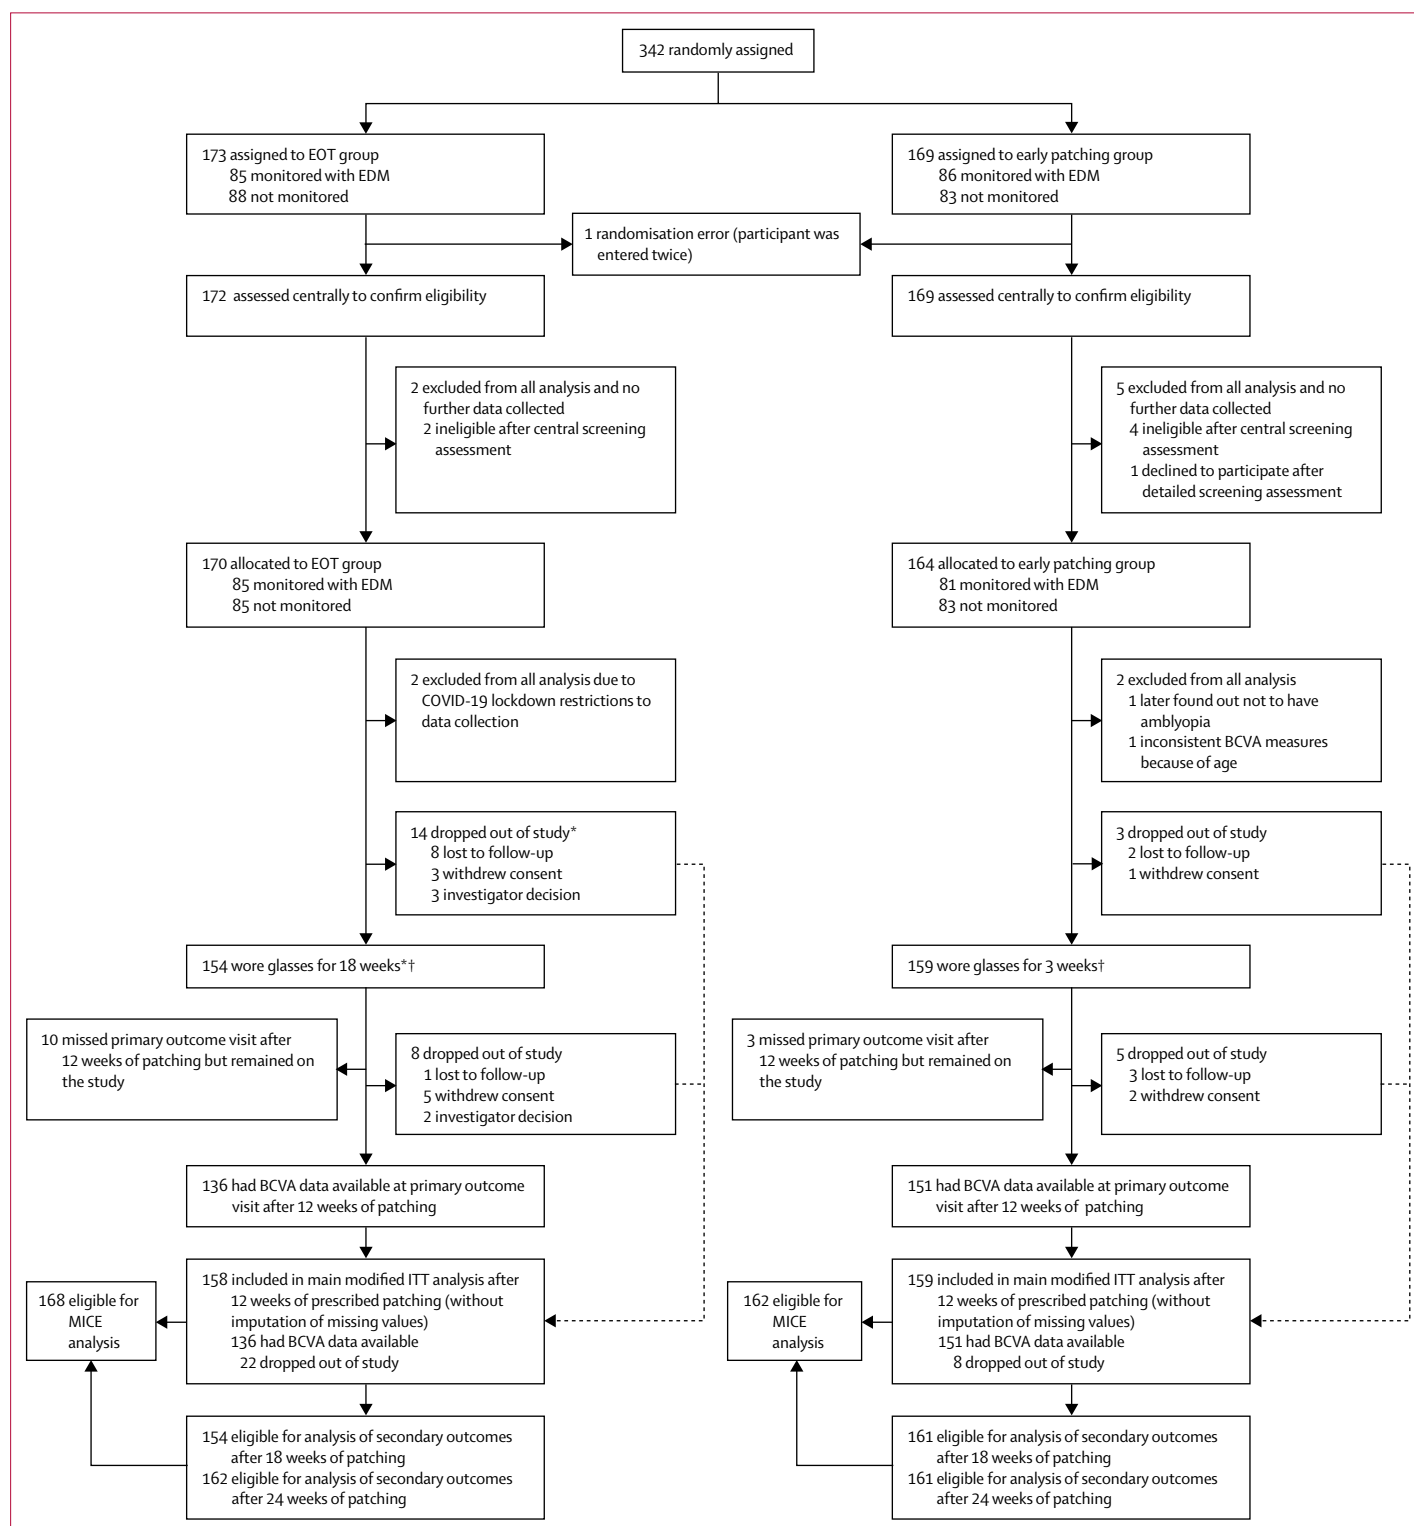 342 randomly assigned
173 assigned to EOT group
85 monitored with EDM
88 not monitored
169 assigned to early patching group
86 monitored with EDM
83 not monitored
1 randomisation error (participant was
entered twice)
172 assessed centrally to confirm eligibility
169 assessed centrally to confirm eligibility
2 excluded from all analysis and no
further data collected
2 ineligible after central screening
assessment
5 excluded from all analysis and no
further data collected
4 ineligible after central screening
assessment
1 declined to participate after
detailed screening assessment
170 allocated to EOT group
85 monitored with EDM
85 not monitored
164 allocated to early patching group
81 monitored with EDM
83 not monitored
2 excluded from all analysis due to
COVID-19 lockdown restrictions to
data collection
2 excluded from all analysis
1 later found out not to have
amblyopia
1 inconsistent BCVA measures
because of age
14 dropped out of study*
8 lost to follow-up
3 withdrew consent
3 investigator decision
3 dropped out of study
2 lost to follow-up
1 withdrew consent
154 wore glasses for 18 weeks*†
159 wore glasses for 3 weeks†
10 missed primary outcome visit after
12 weeks of patching but remained on
the study
8 dropped out of study
1 lost to follow-up
5 withdrew consent
2 investigator decision
3 missed primary outcome visit after
12 weeks of patching but remained on
the study
5 dropped out of study
3 lost to follow-up
2 withdrew consent
136 had BCVA data available at primary outcome
visit after 12 weeks of patching
151 had BCVA data available at primary outcome
visit after 12 weeks of patching
168 eligible for
MICE
analysis
158 included in main modified ITT analysis after
12 weeks of prescribed patching (without
imputation of missing values)
136 had BCVA data available
22 dropped out of study
162 eligible for
MICE
analysis
159 included in main modified ITT analysis after
12 weeks of prescribed patching (without
imputation of missing values)
151 had BCVA data available
8 dropped out of study
154 eligible for analysis of secondary outcomes
after 18 weeks of patching
162 eligible for analysis of secondary outcomes
after 24 weeks of patching
161 eligible for analysis of secondary outcomes
after 18 weeks of patching
161 eligible for analysis of secondary outcomes
after 24 weeks of patching